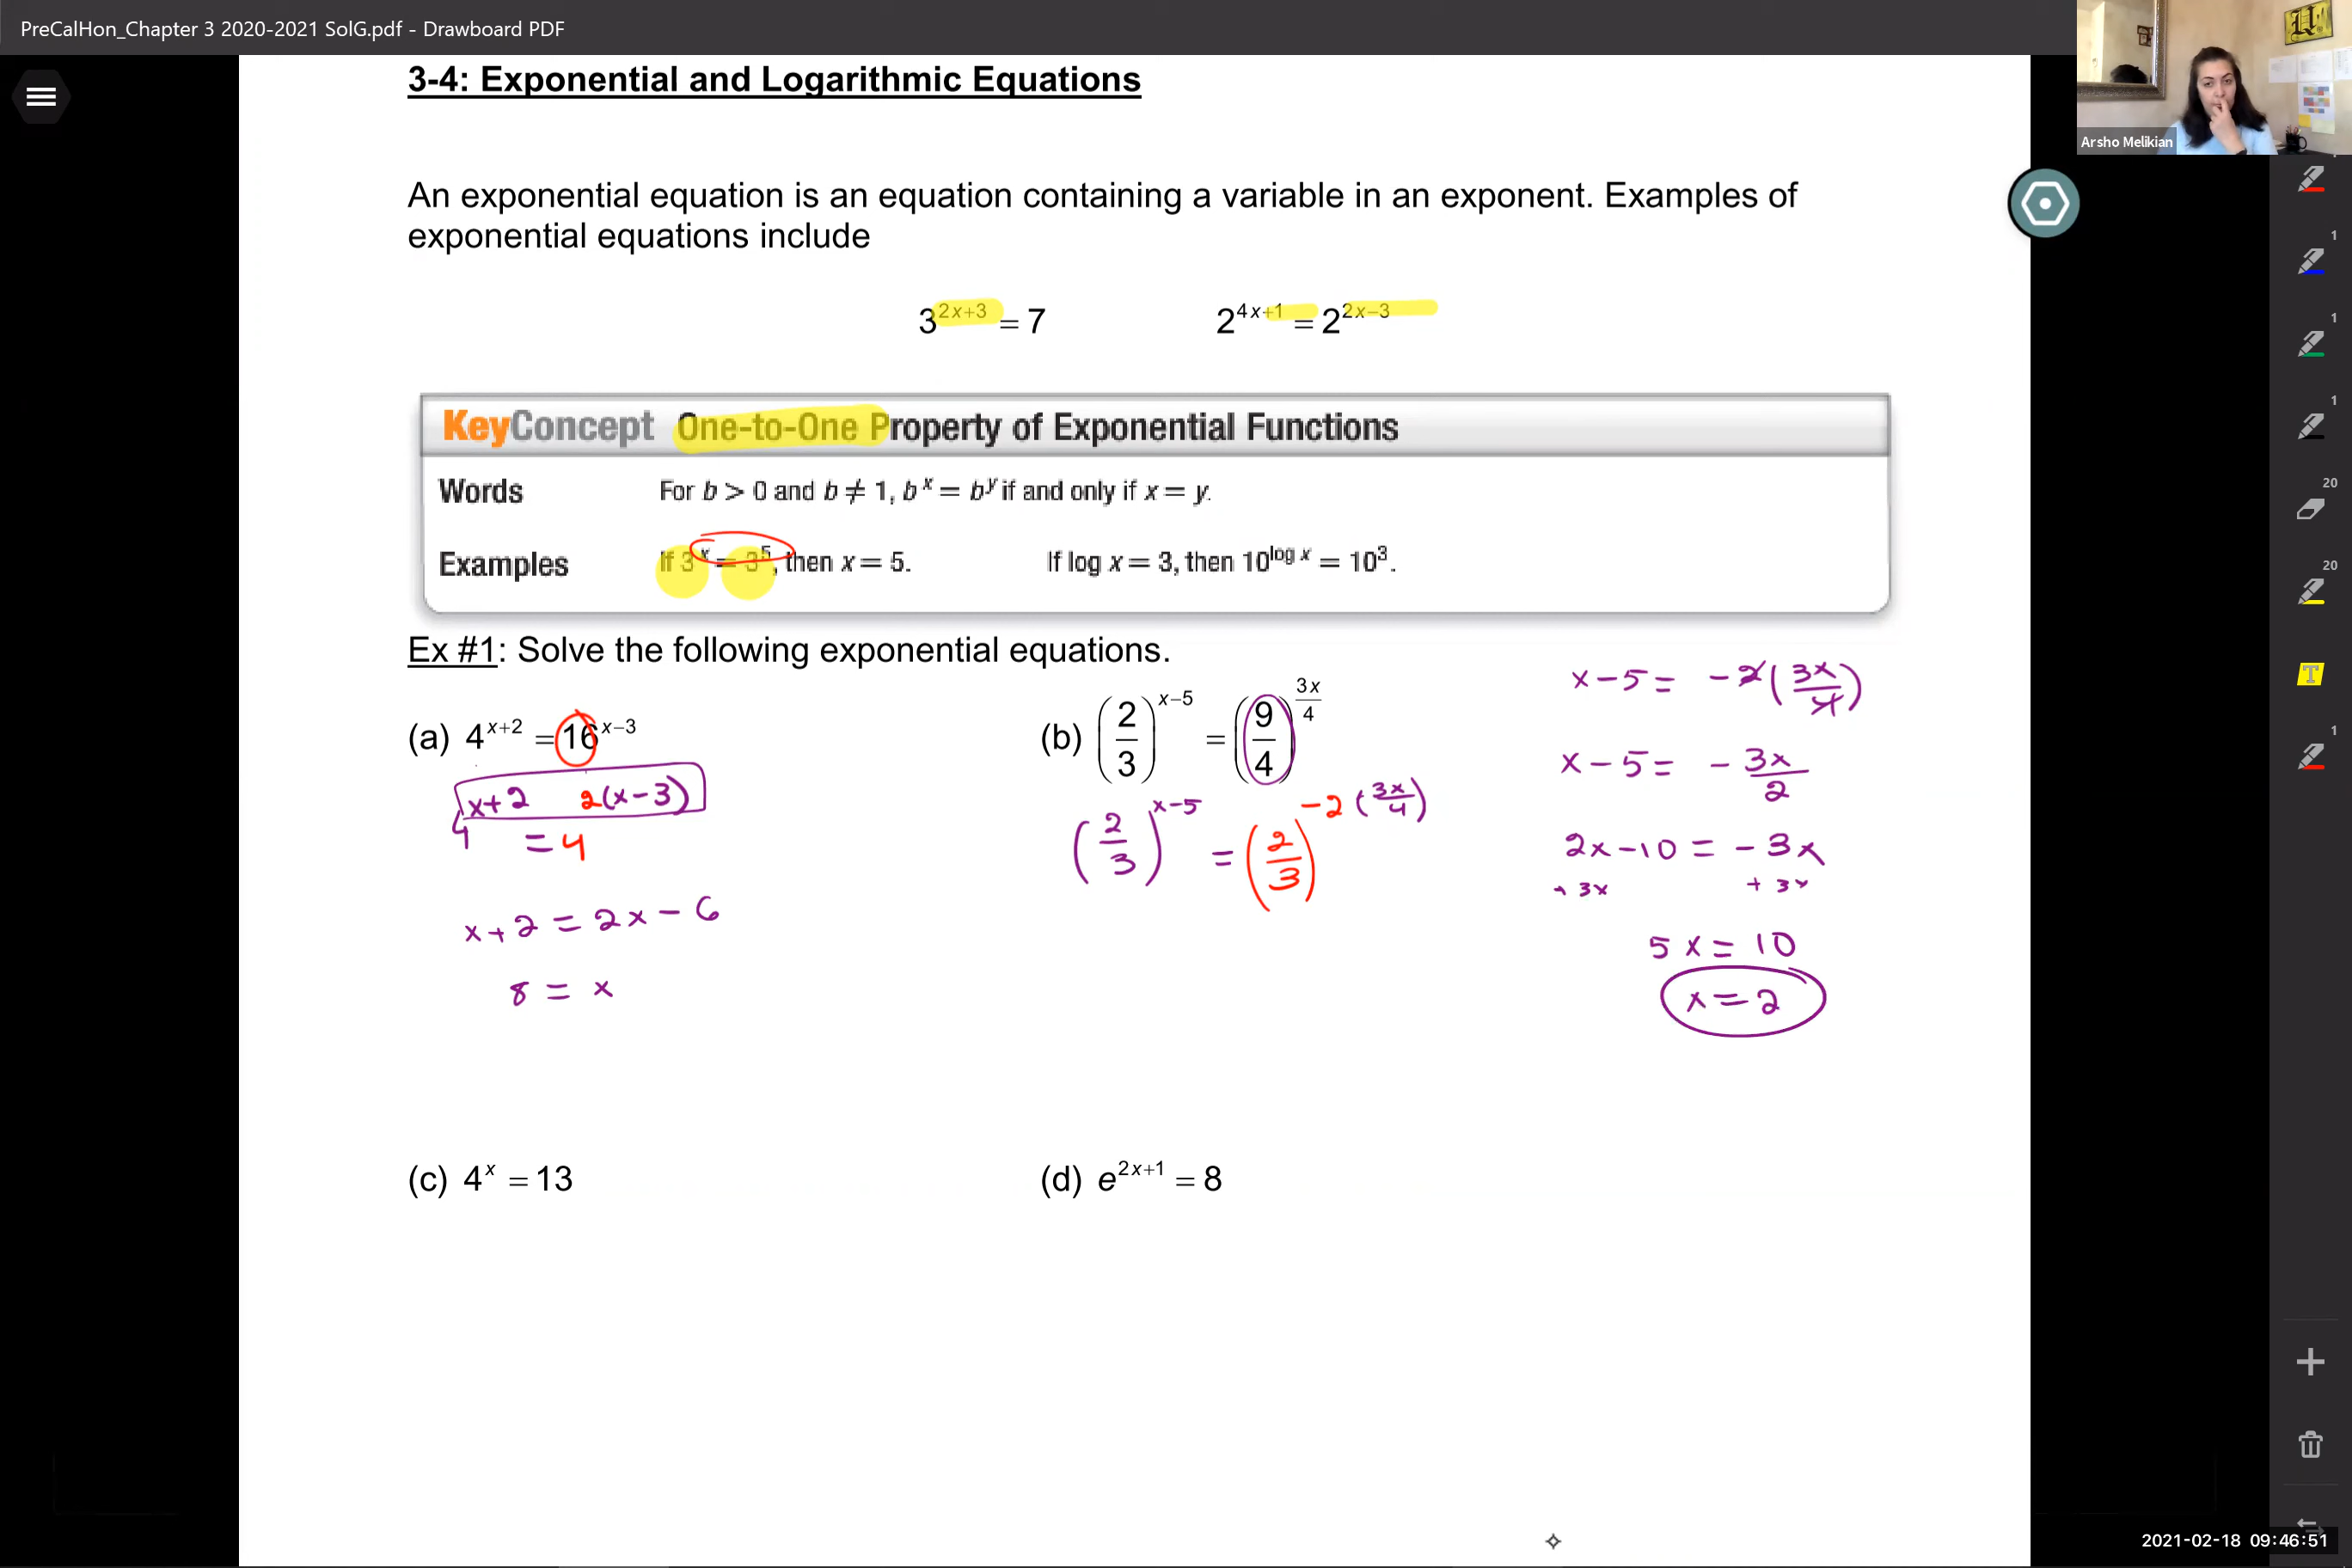 PreCalHon_Chapter 3 2020-2021 SolG.pdf - Drawboard PDF
Arsho Melikian
3-4: Exponential and Logarithmic Equations
An exponential equation is an equation containing a variable in an exponent. Examples of
exponential equations include
3^{2x+3} = 7    2^{4x+1} = 2^{2x−3}
KeyConcept One-to-One Property of Exponential Functions
Words For b > 0 and b ≠ 1, b^x = b^y if and only if x = y.
Examples If 3^x = 3^5, then x = 5.    If log x = 3, then 10^{log x} = 10^3.
Ex #1: Solve the following exponential equations.
(a) 4^{x+2} = 16^{x−3}
4^{x+2} = 4^{2(x−3)}
x+2 = 2x − 6
8 = x
(b) (2/3)^{x−5} = (9/4)^{3x/4}
(2/3)^{x−5} = (2/3)^{−2(3x/4)}
x−5 = −2(3x/4)
x−5 = −3x/2
2x−10 = −3x
+3x    +3x
5x = 10
x = 2
(c) 4^x = 13
(d) e^{2x+1} = 8
1
1
1
20
20
T
1
2021-02-18 09:46:51